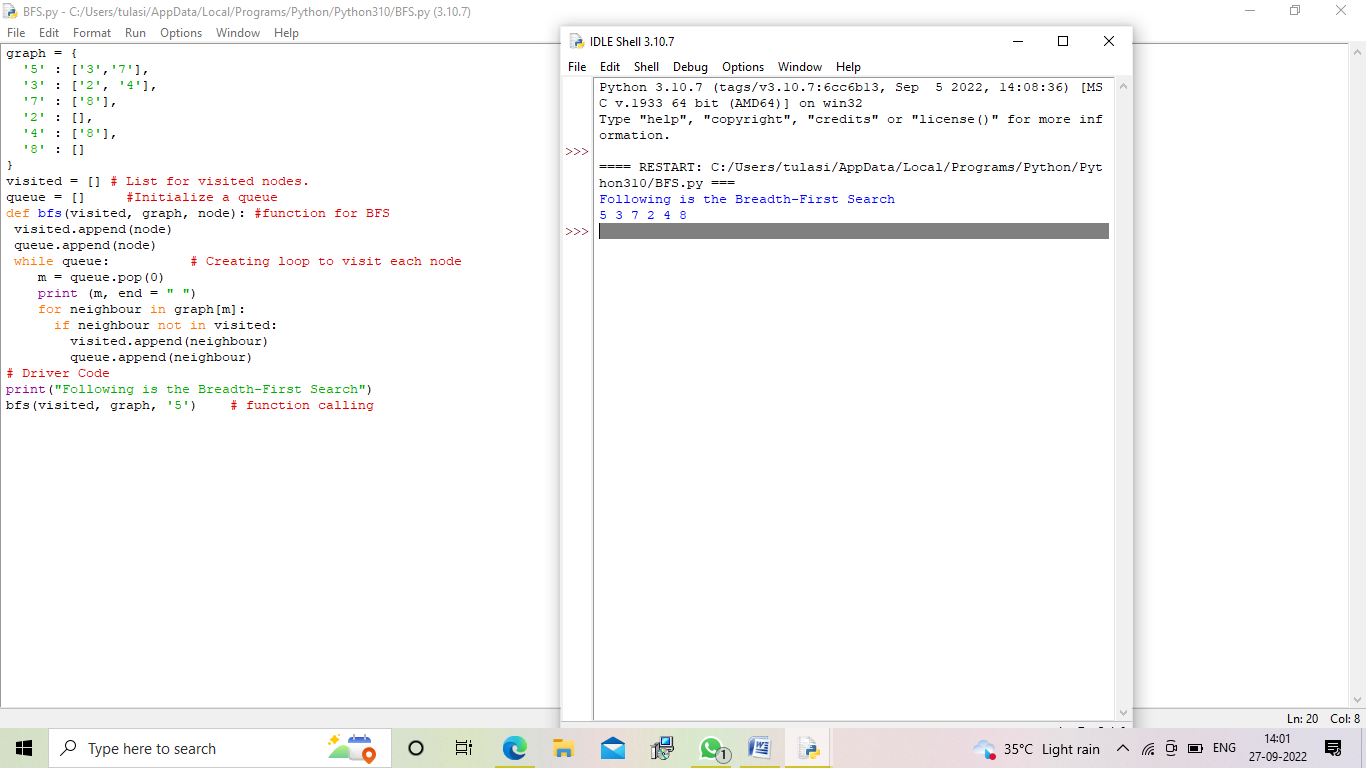 BFS.py - C:/Users/tulasi/AppData/Local/Programs/Python/Python310/BFS.py (3.10.7)
File Edit Format Run Options Window Help
graph = {
  '5' : ['3','7'],
  '3' : ['2', '4'],
  '7' : ['8'],
  '2' : [],
  '4' : ['8'],
  '8' : []
}
visited = [] # List for visited nodes.
queue = []     #Initialize a queue
def bfs(visited, graph, node): #function for BFS
 visited.append(node)
 queue.append(node)
 while queue:          # Creating loop to visit each node
    m = queue.pop(0)
    print (m, end = " ")
    for neighbour in graph[m]:
      if neighbour not in visited:
        visited.append(neighbour)
        queue.append(neighbour)
# Driver Code
print("Following is the Breadth-First Search")
bfs(visited, graph, '5')    # function calling
IDLE Shell 3.10.7
File Edit Shell Debug Options Window Help
Python 3.10.7 (tags/v3.10.7:6cc6b13, Sep  5 2022, 14:08:36) [MS
C v.1933 64 bit (AMD64)] on win32
Type "help", "copyright", "credits" or "license()" for more inf
ormation.
>>>
==== RESTART: C:/Users/tulasi/AppData/Local/Programs/Python/Pyt
hon310/BFS.py ===
Following is the Breadth-First Search
5 3 7 2 4 8
>>>
Ln: 20 Col: 8
Type here to search
1
35°C Light rain
ENG
14:01
27-09-2022